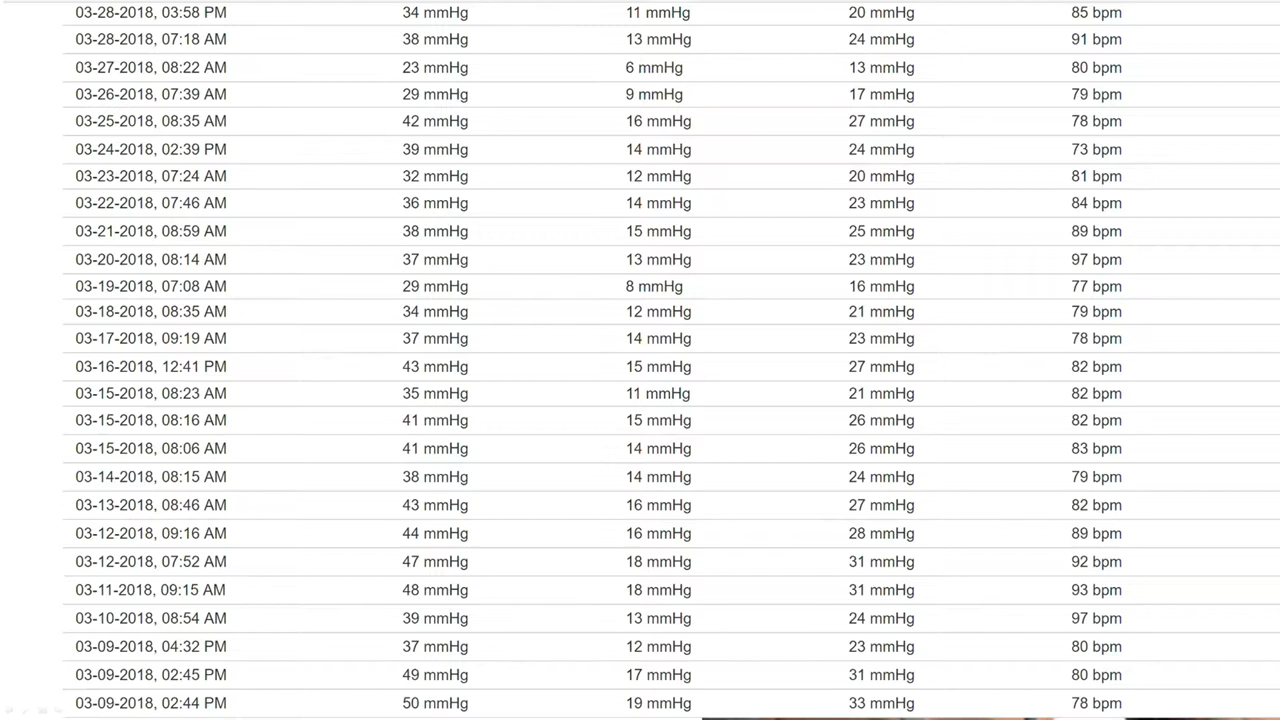 03-28-2018, 03:58 PM 34 mmHg 11 mmHg 20 mmHg 85 bpm
03-28-2018, 07:18 AM 38 mmHg 13 mmHg 24 mmHg 91 bpm
03-27-2018, 08:22 AM 23 mmHg 6 mmHg 13 mmHg 80 bpm
03-26-2018, 07:39 AM 29 mmHg 9 mmHg 17 mmHg 79 bpm
03-25-2018, 08:35 AM 42 mmHg 16 mmHg 27 mmHg 78 bpm
03-24-2018, 02:39 PM 39 mmHg 14 mmHg 24 mmHg 73 bpm
03-23-2018, 07:24 AM 32 mmHg 12 mmHg 20 mmHg 81 bpm
03-22-2018, 07:46 AM 36 mmHg 14 mmHg 23 mmHg 84 bpm
03-21-2018, 08:59 AM 38 mmHg 15 mmHg 25 mmHg 89 bpm
03-20-2018, 08:14 AM 37 mmHg 13 mmHg 23 mmHg 97 bpm
03-19-2018, 07:08 AM 29 mmHg 8 mmHg 16 mmHg 77 bpm
03-18-2018, 08:35 AM 34 mmHg 12 mmHg 21 mmHg 79 bpm
03-17-2018, 09:19 AM 37 mmHg 14 mmHg 23 mmHg 78 bpm
03-16-2018, 12:41 PM 43 mmHg 15 mmHg 27 mmHg 82 bpm
03-15-2018, 08:23 AM 35 mmHg 11 mmHg 21 mmHg 82 bpm
03-15-2018, 08:16 AM 41 mmHg 15 mmHg 26 mmHg 82 bpm
03-15-2018, 08:06 AM 41 mmHg 14 mmHg 26 mmHg 83 bpm
03-14-2018, 08:15 AM 38 mmHg 14 mmHg 24 mmHg 79 bpm
03-13-2018, 08:46 AM 43 mmHg 16 mmHg 27 mmHg 82 bpm
03-12-2018, 09:16 AM 44 mmHg 16 mmHg 28 mmHg 89 bpm
03-12-2018, 07:52 AM 47 mmHg 18 mmHg 31 mmHg 92 bpm
03-11-2018, 09:15 AM 48 mmHg 18 mmHg 31 mmHg 93 bpm
03-10-2018, 08:54 AM 39 mmHg 13 mmHg 24 mmHg 97 bpm
03-09-2018, 04:32 PM 37 mmHg 12 mmHg 23 mmHg 80 bpm
03-09-2018, 02:45 PM 49 mmHg 17 mmHg 31 mmHg 80 bpm
03-09-2018, 02:44 PM 50 mmHg 19 mmHg 33 mmHg 78 bpm